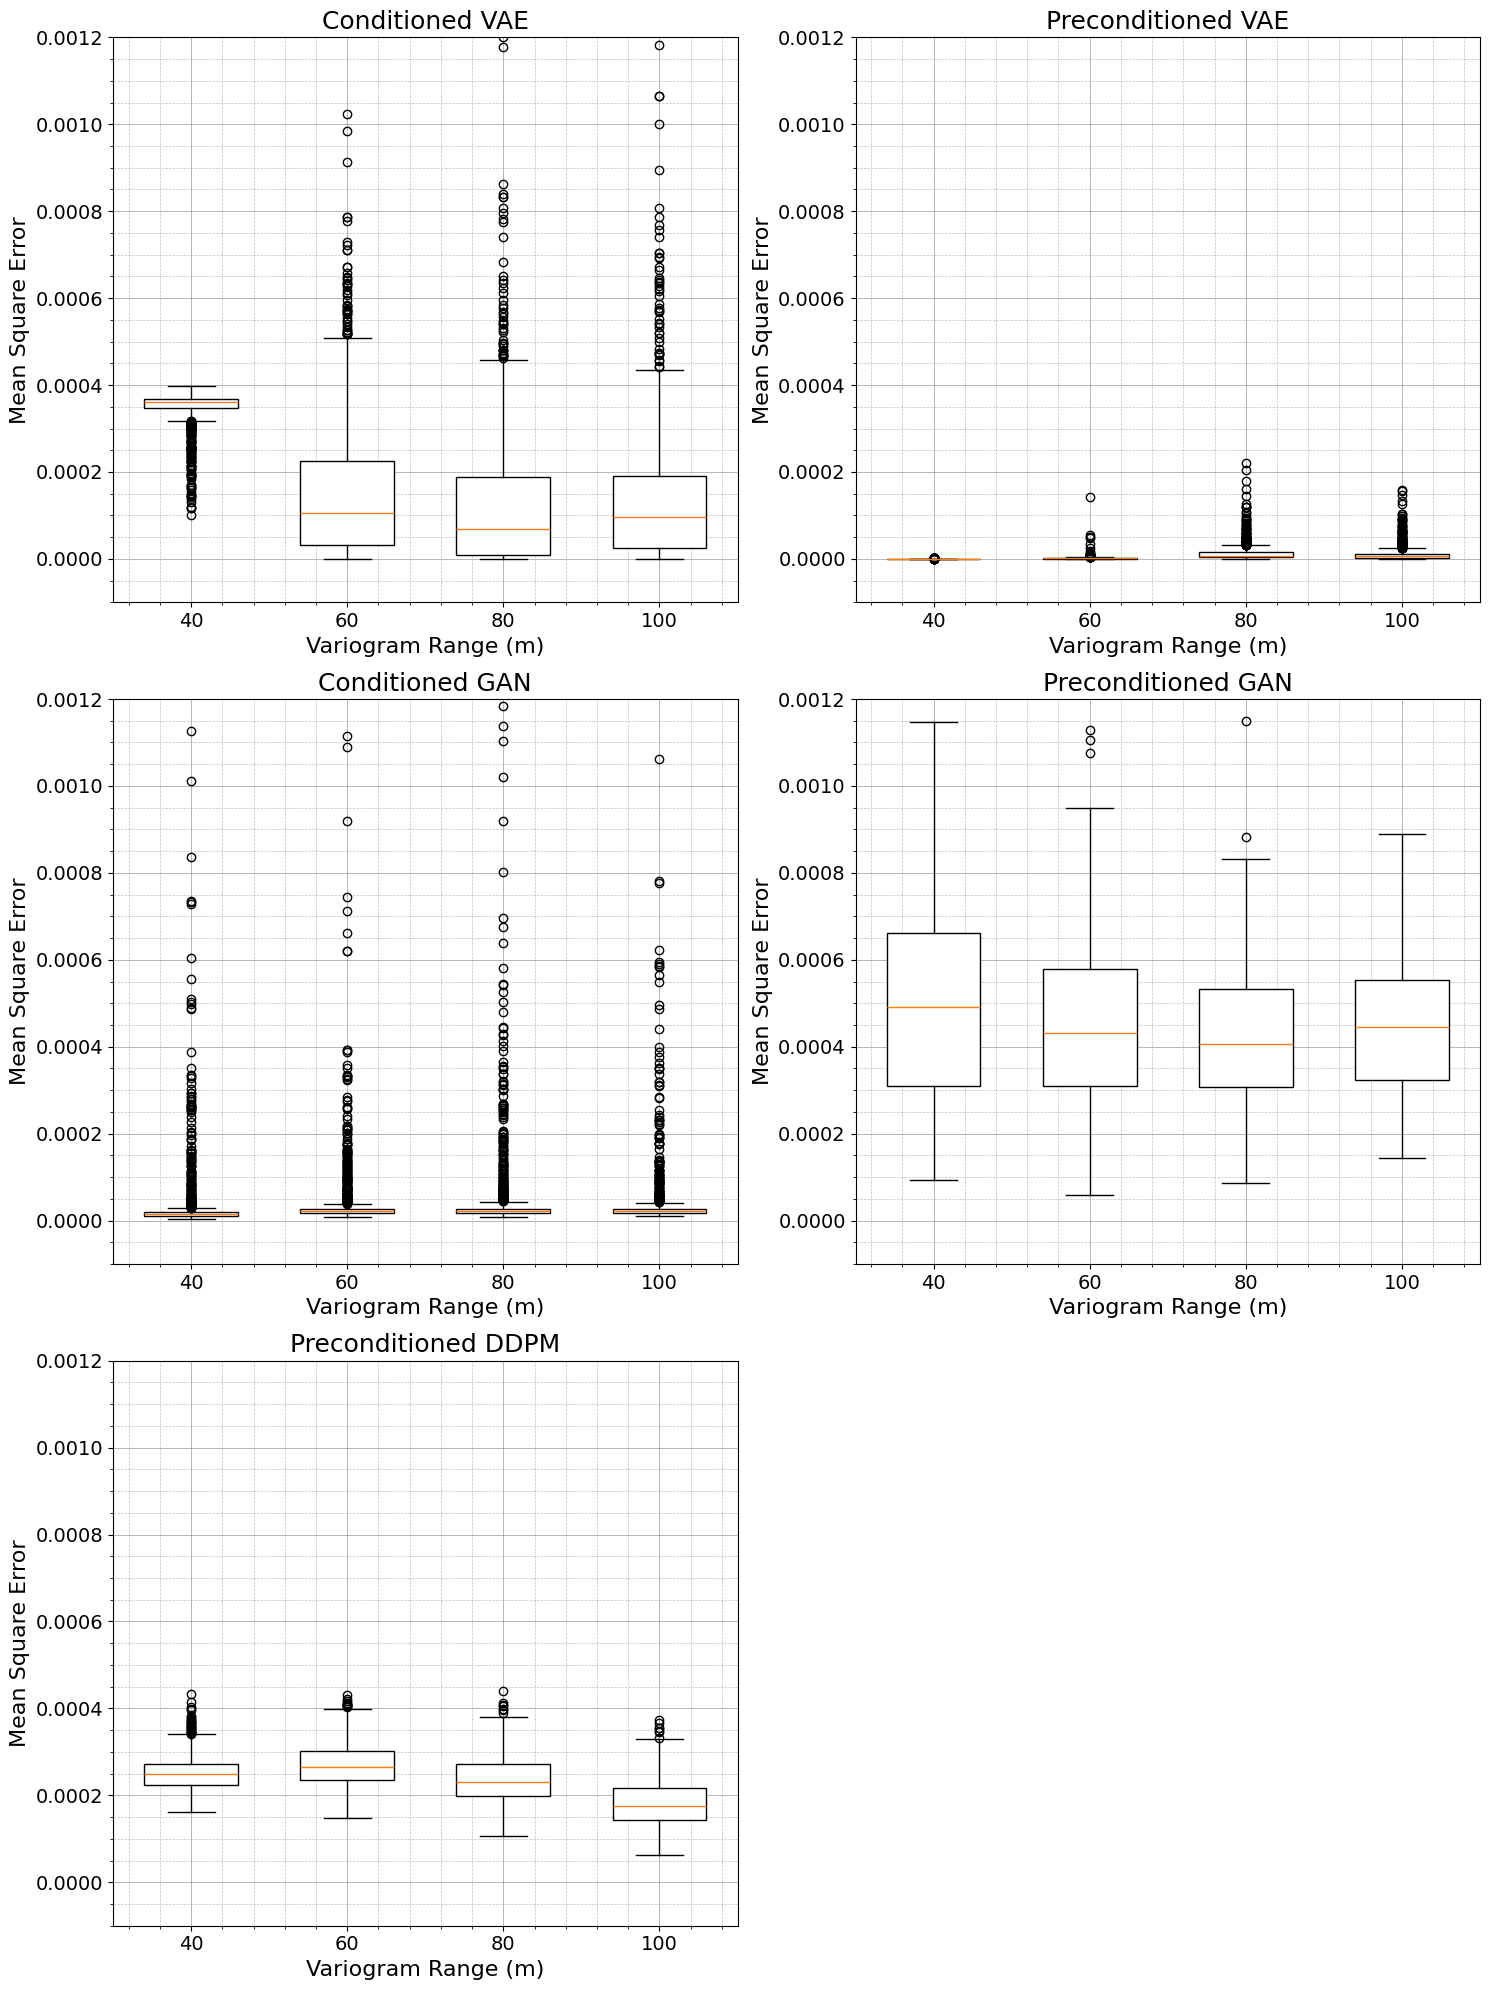 Conditioned VAE
Mean Square Error
0.0012
0.0010
0.0008
0.0006
0.0004
0.0002
0.0000
40 60 80 100
Variogram Range (m)
Preconditioned VAE
Mean Square Error
0.0012
0.0010
0.0008
0.0006
0.0004
0.0002
0.0000
40 60 80 100
Variogram Range (m)
Conditioned GAN
Mean Square Error
0.0012
0.0010
0.0008
0.0006
0.0004
0.0002
0.0000
40 60 80 100
Variogram Range (m)
Preconditioned GAN
Mean Square Error
0.0012
0.0010
0.0008
0.0006
0.0004
0.0002
0.0000
40 60 80 100
Variogram Range (m)
Preconditioned DDPM
Mean Square Error
0.0012
0.0010
0.0008
0.0006
0.0004
0.0002
0.0000
40 60 80 100
Variogram Range (m)